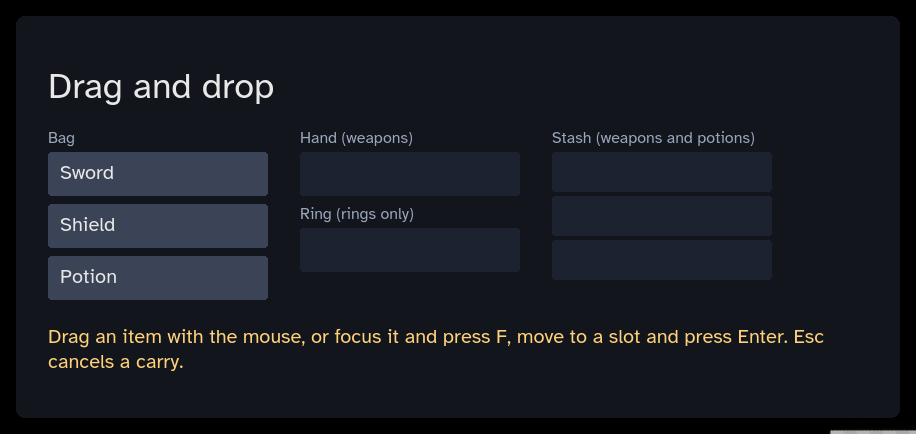 Drag and drop
Bag
Sword
Shield
Potion
Hand (weapons)
Ring (rings only)
Stash (weapons and potions)
Drag an item with the mouse, or focus it and press F, move to a slot and press Enter. Esc
cancels a carry.